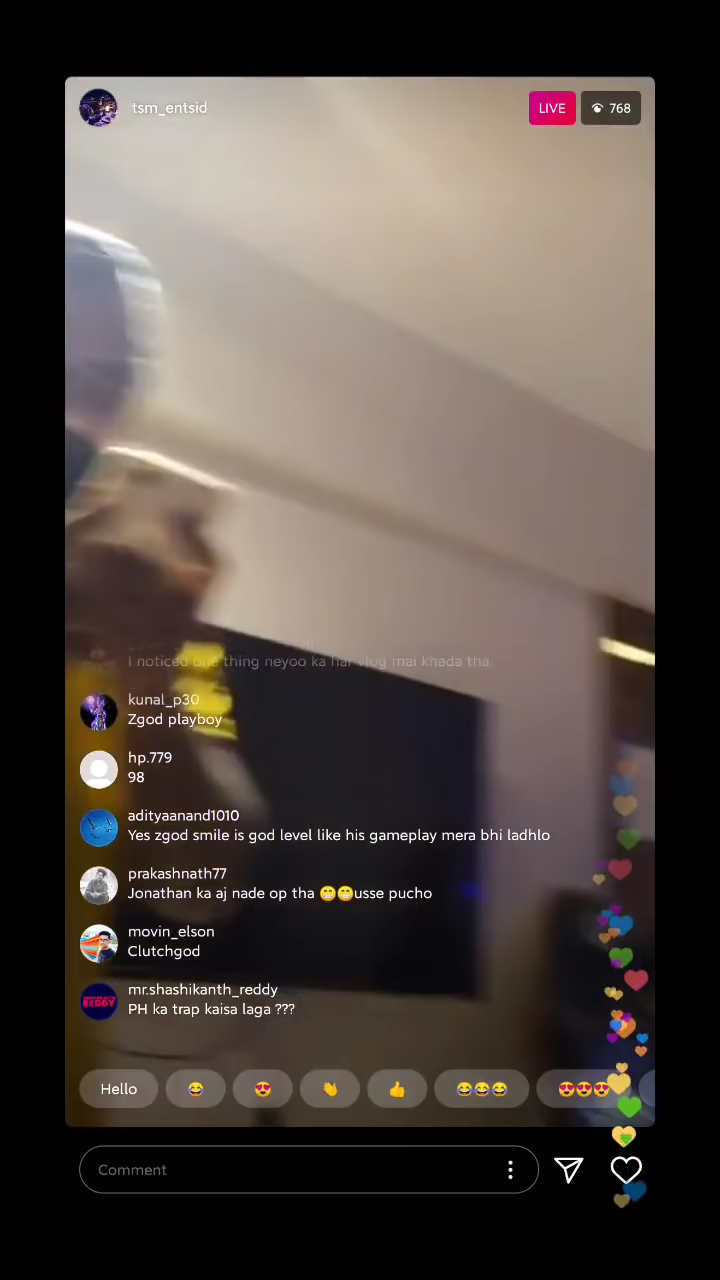 tsm_entsid
LIVE
768
I noticed one thing neyoo ka har vlog mai khada tha.
kunal_p30
Zgod playboy
hp.779
98
adityaanand1010
Yes zgod smile is god level like his gameplay mera bhi ladhlo
prakashnath77
Jonathan ka aj nade op tha 😁😁usse pucho
movin_elson
Clutchgod
mr.shashikanth_reddy
PH ka trap kaisa laga ???
Hello 😂 😍 👏 👍 😂😂😂 😍😍😍
Comment